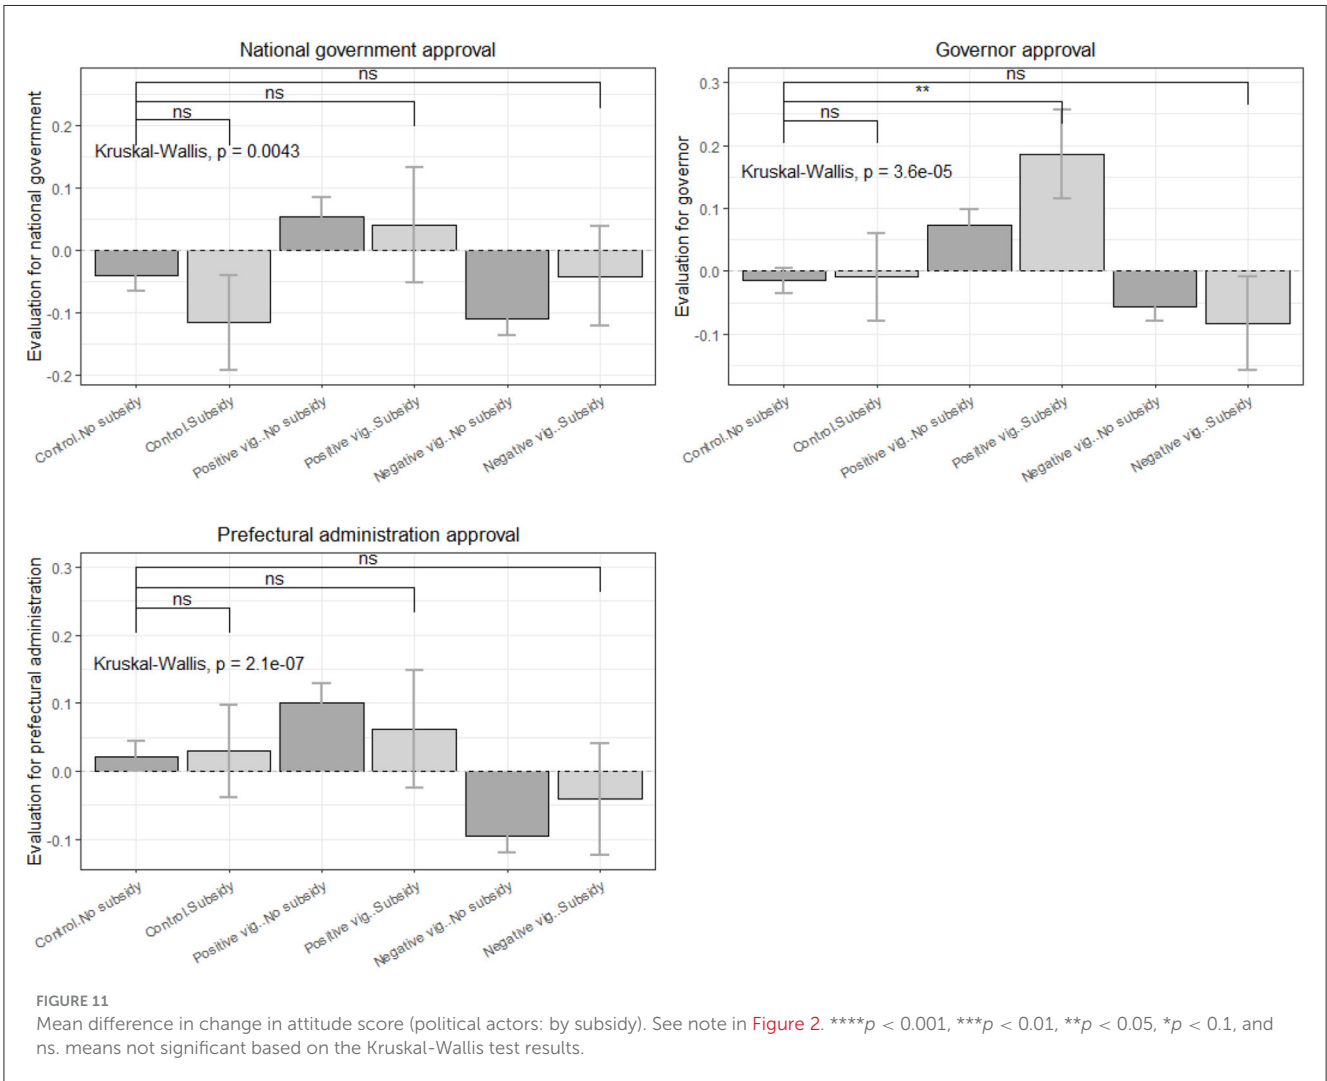 National government approval
ns
ns
ns
Kruskal-Wallis, p = 0.0043
Evaluation for national government
0.2
0.1
0.0
-0.1
-0.2
Control.No subsidy
Control.Subsidy
Positive vig..No subsidy
Positive vig..Subsidy
Negative vig..No subsidy
Negative vig..Subsidy
Governor approval
ns
**
ns
Kruskal-Wallis, p = 3.6e-05
Evaluation for governor
0.3
0.2
0.1
0.0
-0.1
Control.No subsidy
Control.Subsidy
Positive vig..No subsidy
Positive vig..Subsidy
Negative vig..No subsidy
Negative vig..Subsidy
Prefectural administration approval
ns
ns
ns
Kruskal-Wallis, p = 2.1e-07
Evaluation for prefectural administration
0.3
0.2
0.1
0.0
-0.1
Control.No subsidy
Control.Subsidy
Positive vig..No subsidy
Positive vig..Subsidy
Negative vig..No subsidy
Negative vig..Subsidy
FIGURE 11
Mean difference in change in attitude score (political actors: by subsidy). See note in Figure 2. ****p < 0.001, ***p < 0.01, **p < 0.05, *p < 0.1, and
ns. means not significant based on the Kruskal-Wallis test results.